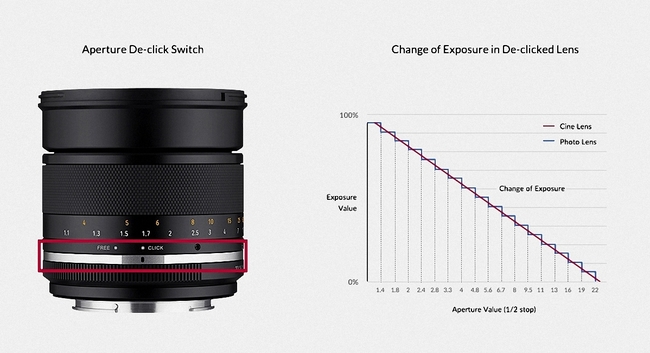 Aperture De-click Switch
4 5 6 8 10 15
1.1 1.3 1.5 1.7 2 2.5 3 4
FREE CLICK
Change of Exposure in De-clicked Lens
100%
Cine Lens
Photo Lens
Change of Exposure
Exposure
Value
0%
1.4 1.8 2 2.4 2.8 3.3 4 4.8 5.6 6.7 8 9.5 11 13 16 19 22
Aperture Value (1/2 stop)